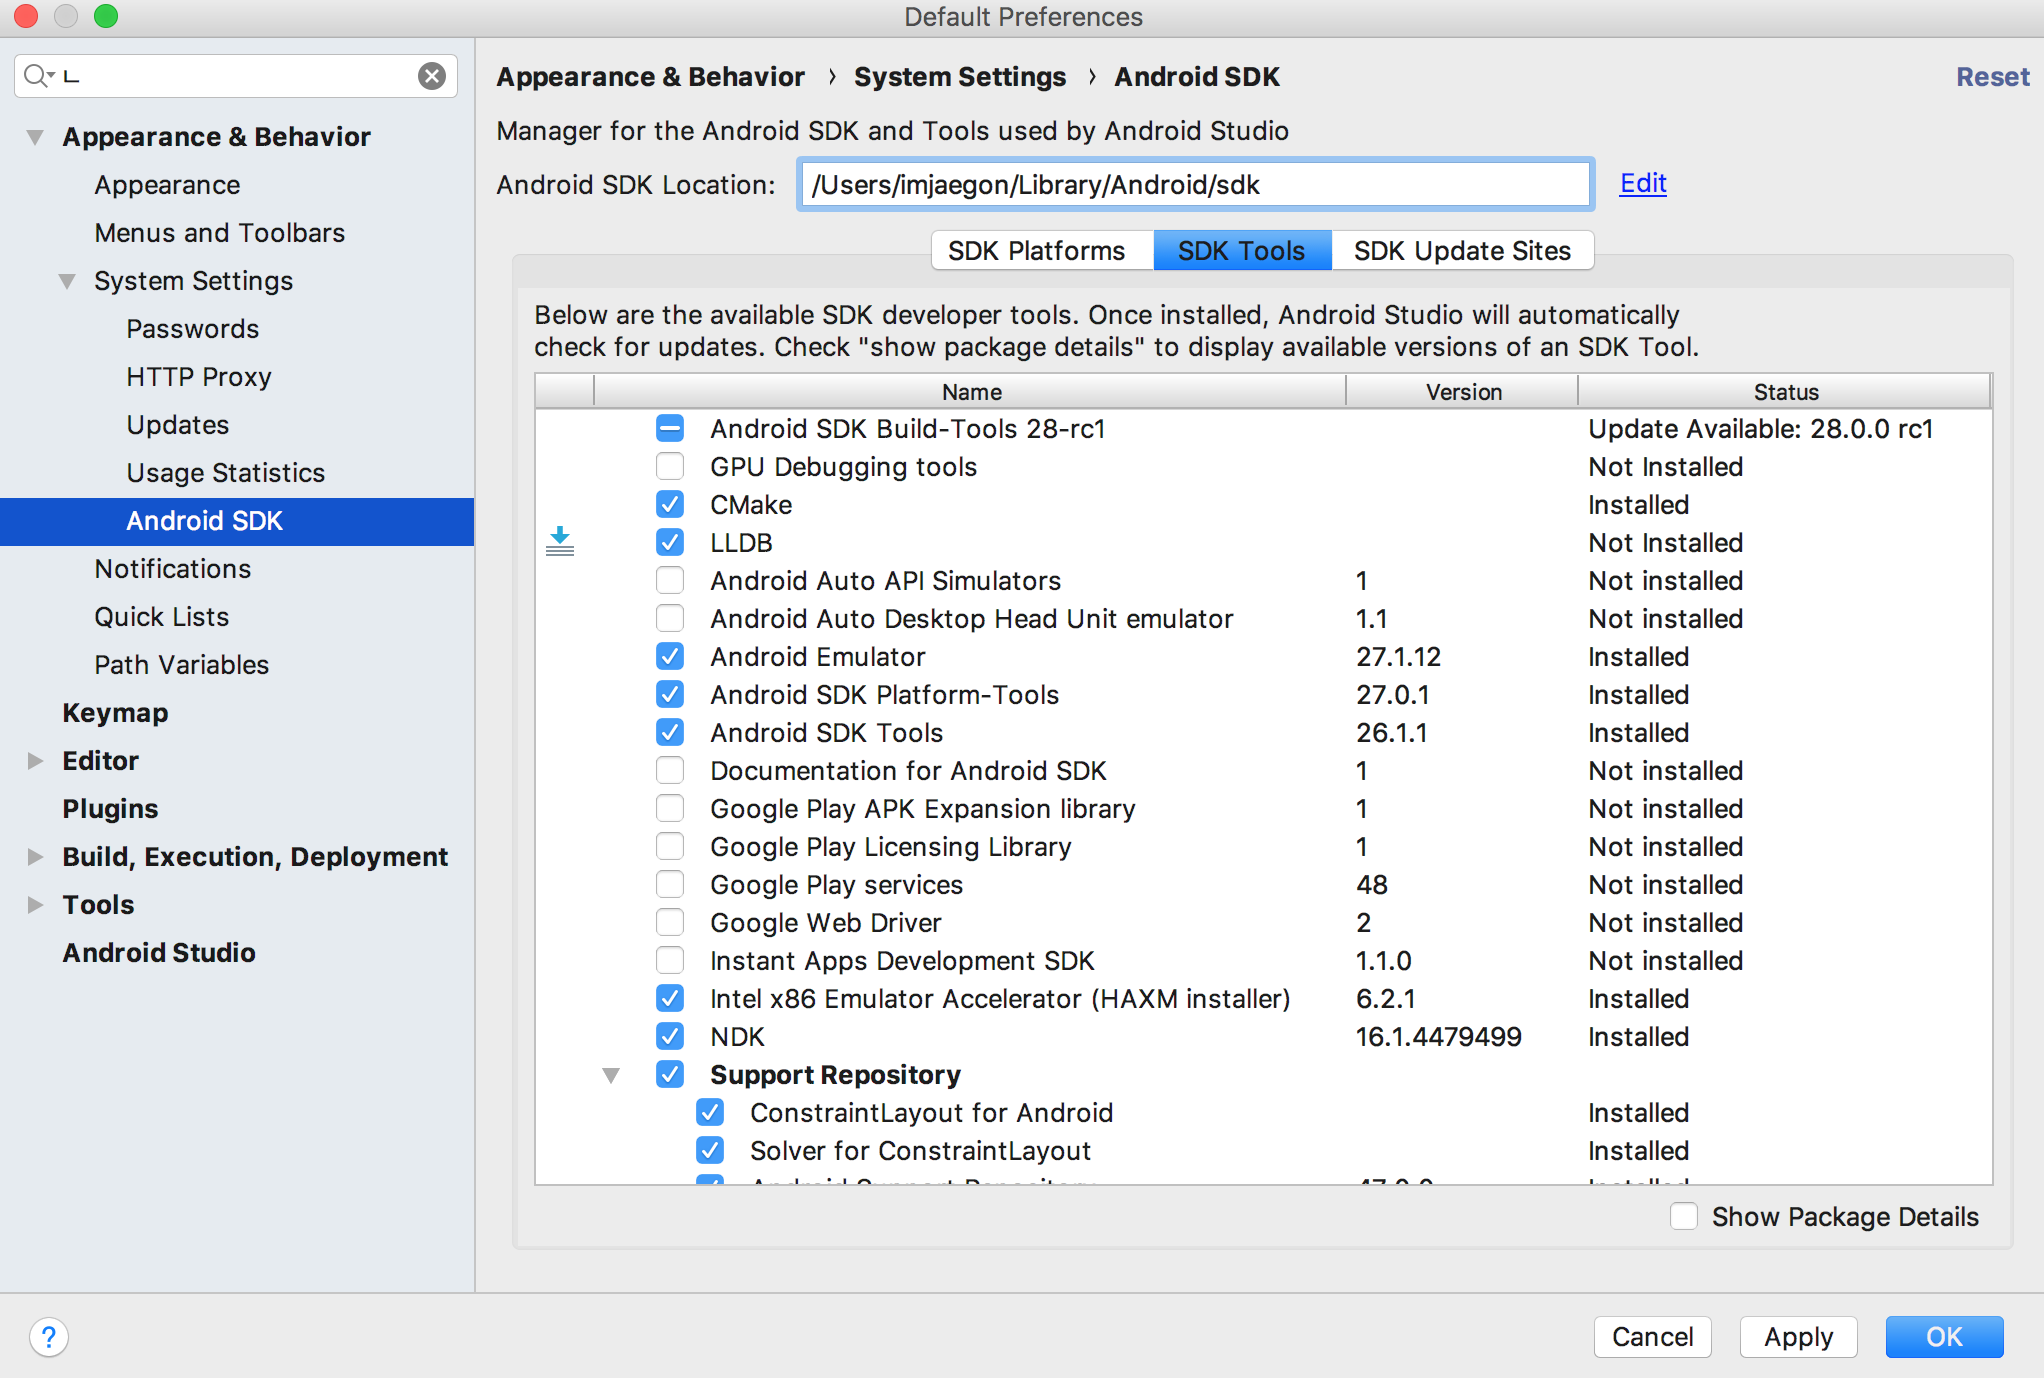 Default Preferences
ㄴ
Appearance & Behavior
Appearance
Menus and Toolbars
System Settings
Passwords
HTTP Proxy
Updates
Usage Statistics
Android SDK
Notifications
Quick Lists
Path Variables
Keymap
Editor
Plugins
Build, Execution, Deployment
Tools
Android Studio
Appearance & Behavior › System Settings › Android SDK
Reset
Manager for the Android SDK and Tools used by Android Studio
Android SDK Location: /Users/imjaegon/Library/Android/sdk Edit
SDK Platforms SDK Tools SDK Update Sites
Below are the available SDK developer tools. Once installed, Android Studio will automatically
check for updates. Check "show package details" to display available versions of an SDK Tool.
Name Version Status
Android SDK Build-Tools 28-rc1 Update Available: 28.0.0 rc1
GPU Debugging tools Not Installed
CMake Installed
LLDB Not Installed
Android Auto API Simulators 1 Not installed
Android Auto Desktop Head Unit emulator 1.1 Not installed
Android Emulator 27.1.12 Installed
Android SDK Platform-Tools 27.0.1 Installed
Android SDK Tools 26.1.1 Installed
Documentation for Android SDK 1 Not installed
Google Play APK Expansion library 1 Not installed
Google Play Licensing Library 1 Not installed
Google Play services 48 Not installed
Google Web Driver 2 Not installed
Instant Apps Development SDK 1.1.0 Not installed
Intel x86 Emulator Accelerator (HAXM installer) 6.2.1 Installed
NDK 16.1.4479499 Installed
Support Repository
ConstraintLayout for Android Installed
Solver for ConstraintLayout Installed
Android Support Repository 47.0.0 Installed
Show Package Details
?
Cancel Apply OK